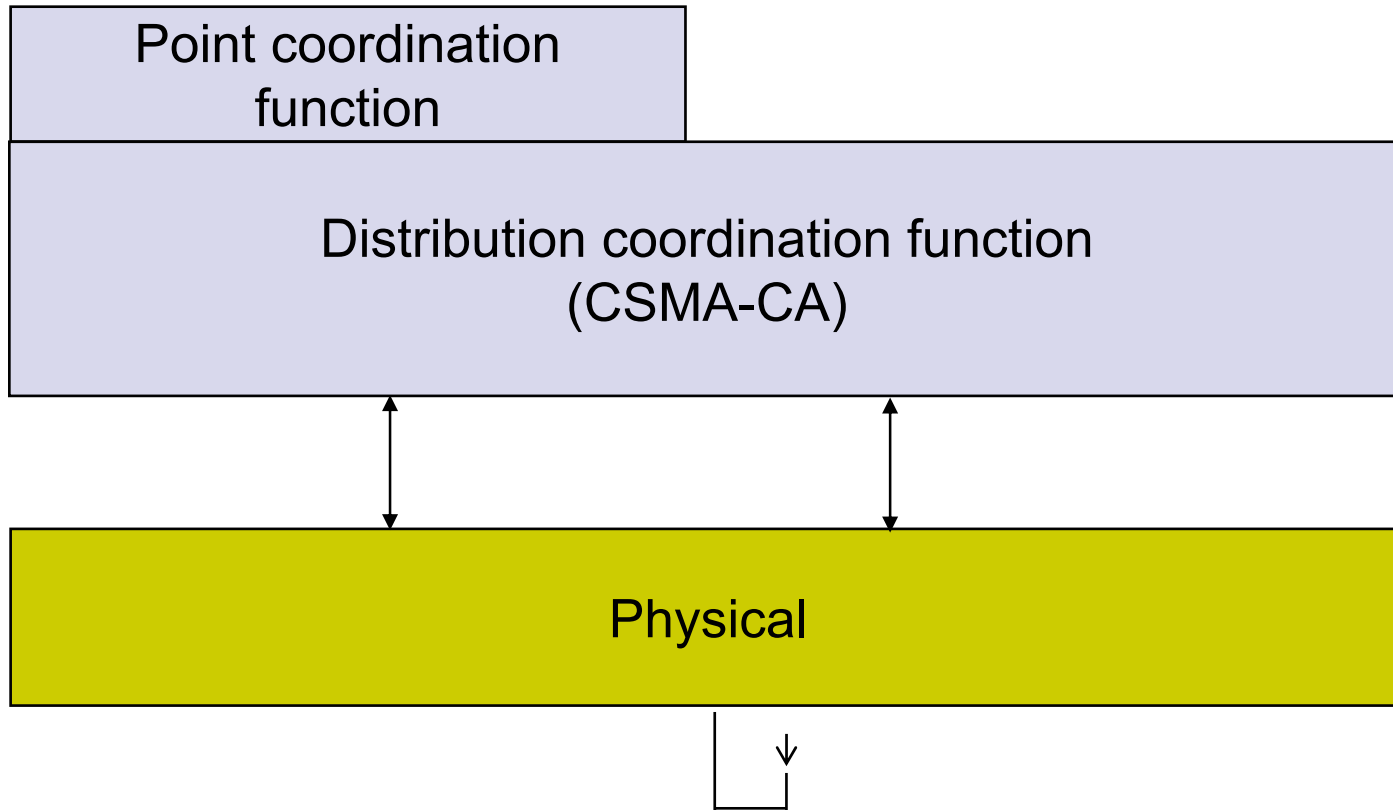 Point coordination
function
Distribution coordination function
(CSMA-CA)
Physical